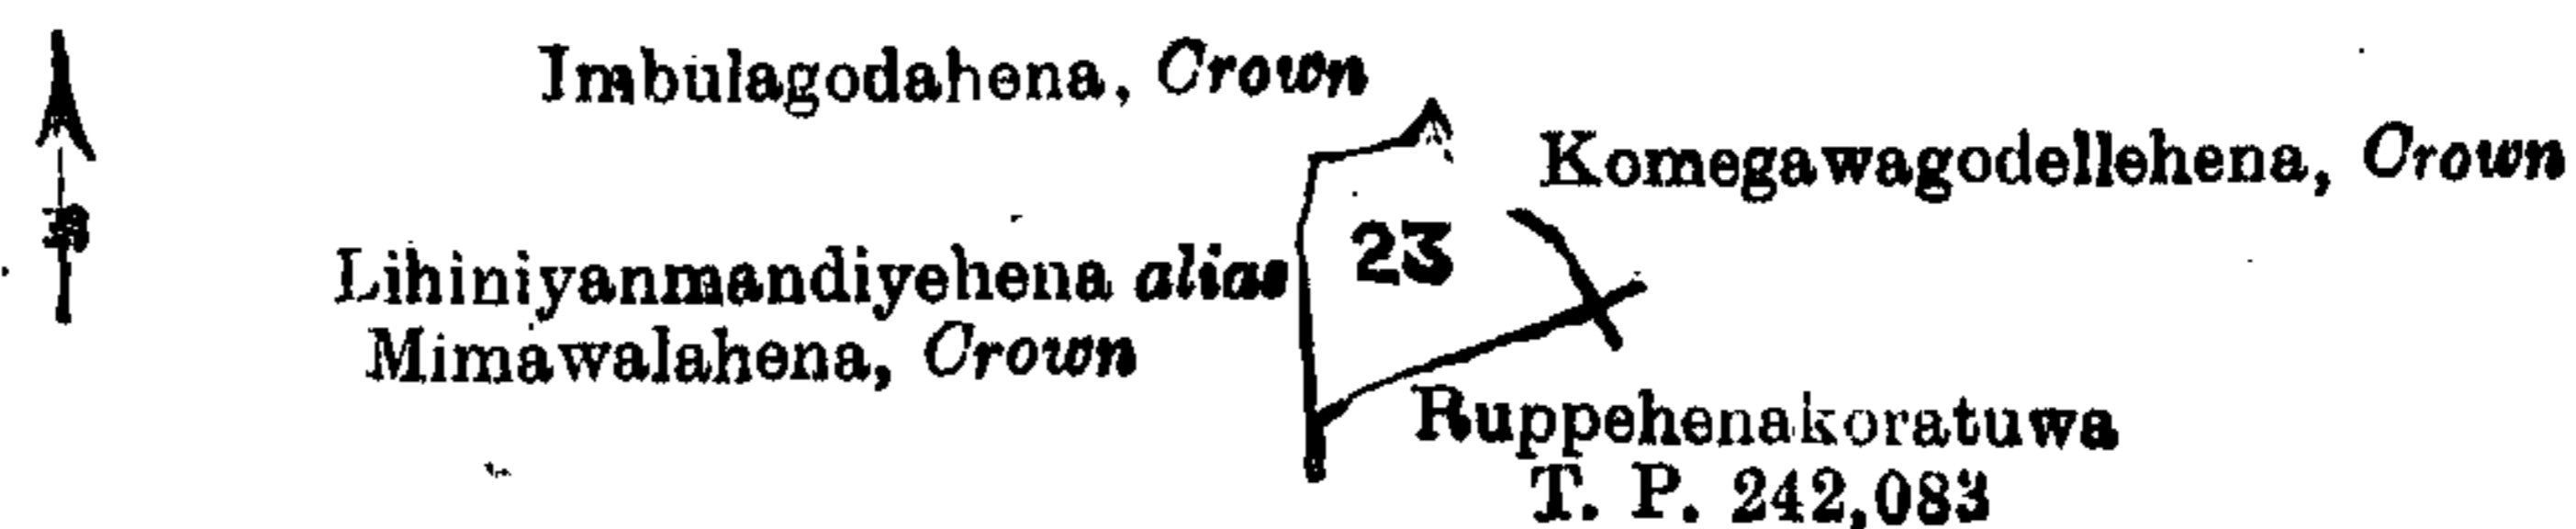 Imbulagodahena, Crown
Komegawagodellehena, Crown
23
Lihiniyanmandiyehena alias
Mimawalahena, Crown
Ruppehenakoratuwa
T. P. 242,083